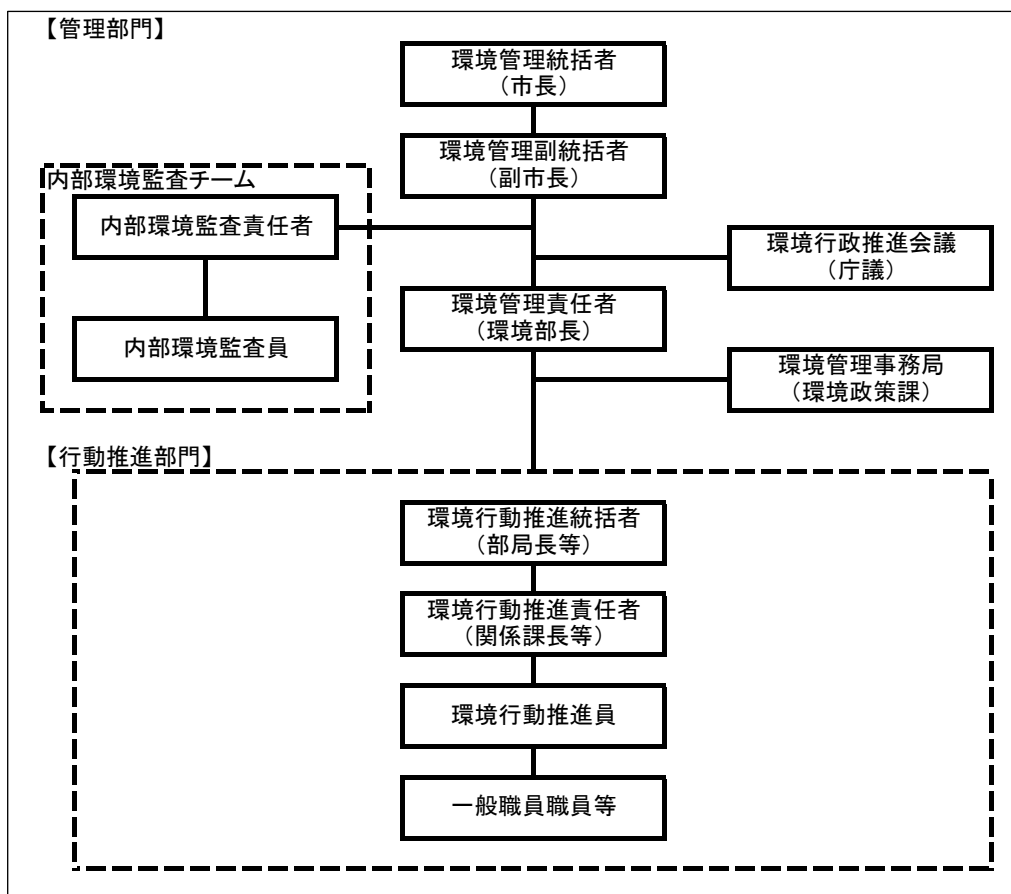 【管理部門】
環境管理統括者
（市長）
環境管理副統括者
（副市長）
内部環境監査チーム
内部環境監査責任者
環境行政推進会議
（庁議）
環境管理責任者
（環境部長）
内部環境監査員
環境管理事務局
（環境政策課）
【行動推進部門】
環境行動推進統括者
（部局長等）
環境行動推進責任者
（関係課長等）
環境行動推進員
一般職員職員等